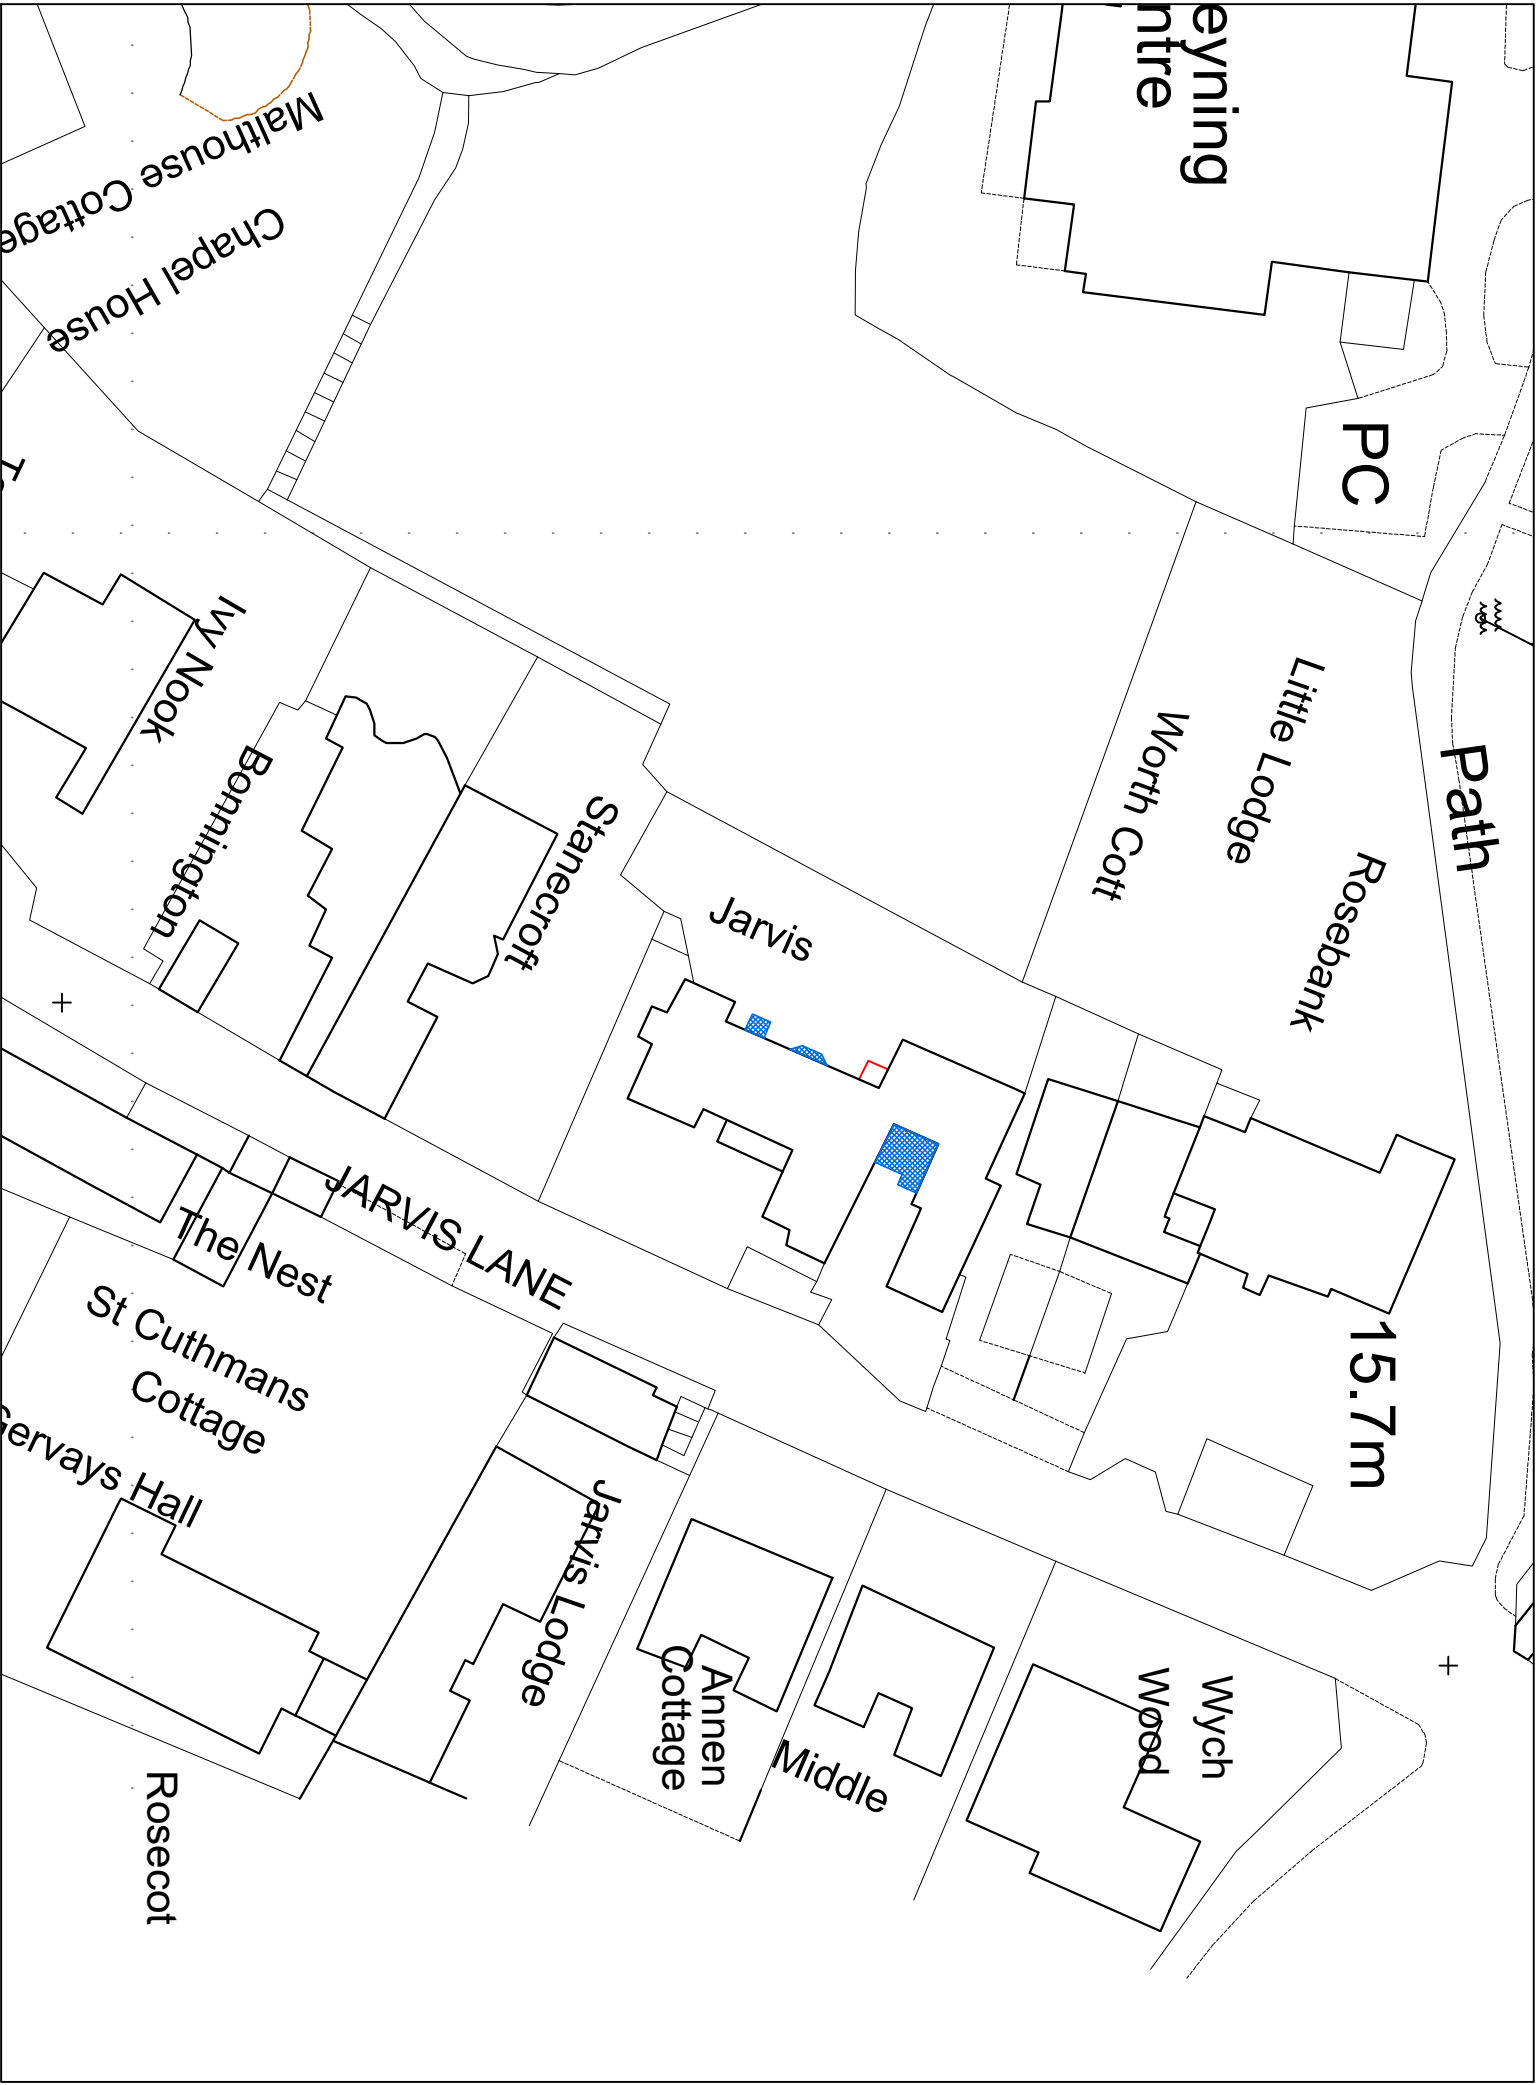 eyning
ntre
Malthouse Cottage
Chapel House
PC
Path
Little Lodge
Worth Cott
Rosebank
Ivy Nook
Bonnington
Stanecroft
Jarvis
JARVIS LANE
The Nest
St Cuthmans
Cottage
Gervays Hall
15.7m
Jarvis Lodge
Annen
Cottage
Middle
Wych
Wood
Rosecot